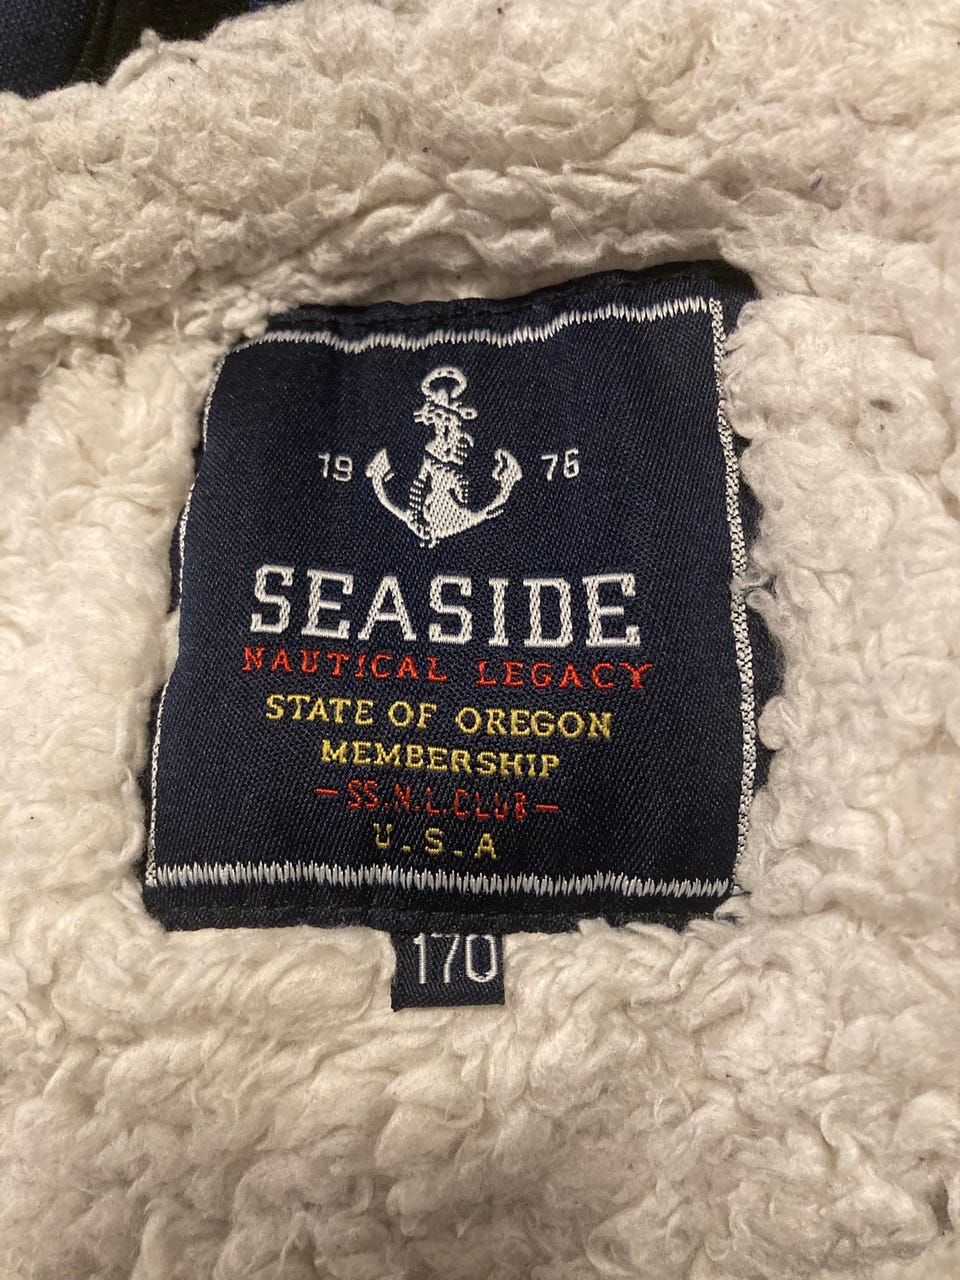 19 76
SEASIDE
NAUTICAL LEGACY
STATE OF OREGON
MEMBERSHIP
-SS.N.L.CLUB-
U.S.A
170